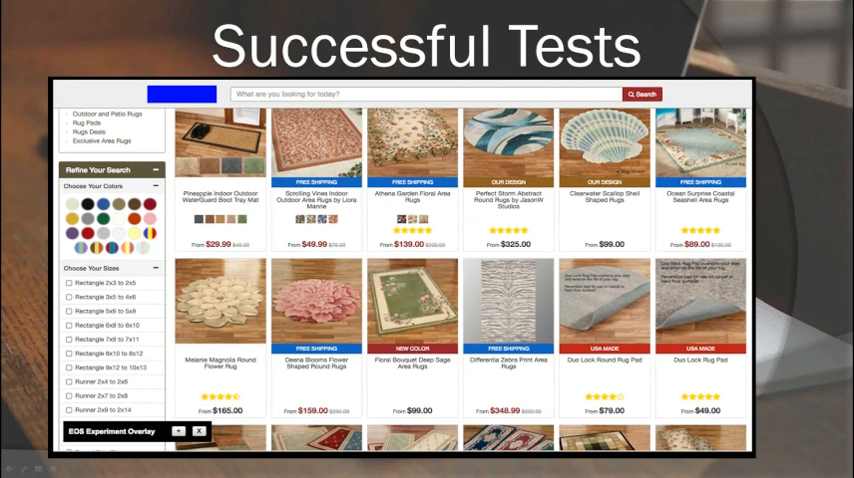 Successful Tests
What are you looking for today?
Search
Outdoor and Patio Rugs
Rug Pads
Rugs Deals
Exclusive Area Rugs
Refine Your Search
Choose Your Colors
Choose Your Sizes
Rectangle 2x3 to 2x5
Rectangle 3x5 to 4x6
Rectangle 5x6 to 5x9
Rectangle 6x8 to 6x10
Rectangle 7x9 to 7x11
Rectangle 8x10 to 8x12
Rectangle 9x12 to 10x13
Runner 2x4 to 2x6
Runner 2x7 to 2x8
Runner 2x9 to 2x14
EOS Experiment Overlay
X
Pineapple Indoor Outdoor
WaterGuard Boot Tray Mat
From $29.99
FREE SHIPPING
Scrolling Vines Indoor
Outdoor Area Rugs by Liora
Manne
From $49.99
FREE SHIPPING
Athena Garden Floral Area
Rugs
From $139.00 $200.00
OUR DESIGN
Perfect Storm Abstract
Round Rugs by JasonW
Studios
From $325.00
OUR DESIGN
Clearwater Scallop Shell
Shaped Rugs
From $99.00
FREE SHIPPING
Ocean Surprise Coastal
Seashell Area Rugs
From $89.00
Melanie Magnolia Round
Flower Rug
From $165.00
FREE SHIPPING
Deena Blooms Flower
Shaped Round Rugs
From $159.00
NEW COLOR
Floral Bouquet Deep Sage
Area Rugs
From $99.00
FREE SHIPPING
Differentia Zebra Print Area
Rugs
From $348.99
USA MADE
Duo Lock Round Rug Pad
From $79.00
USA MADE
Duo Lock Rug Pad
From $49.00